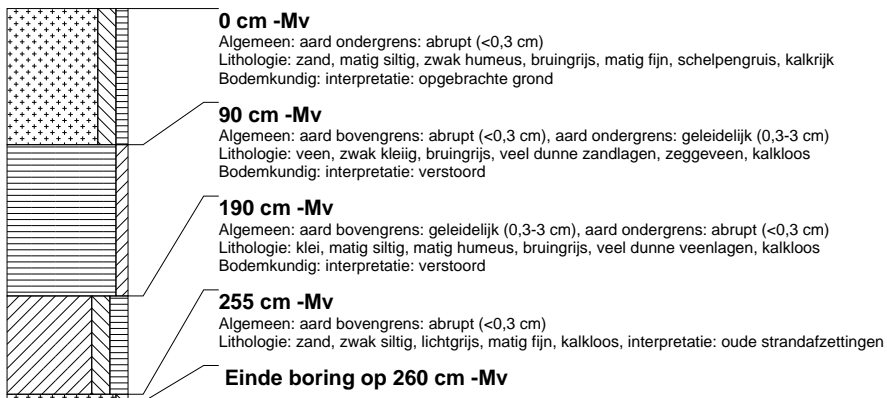 0 cm -Mv
Algemeen: aard ondergrens: abrupt (<0,3 cm)
Lithologie: zand, matig siltig, zwak humeus, bruingrijs, matig fijn, schelpengruis, kalkrijk
Bodemkundig: interpretatie: opgebrachte grond
90 cm -Mv
Algemeen: aard bovengrens: abrupt (<0,3 cm), aard ondergrens: geleidelijk (0,3-3 cm)
Lithologie: veen, zwak kleiig, bruingrijs, veel dunne zandlagen, zeggeveen, kalkloos
Bodemkundig: interpretatie: verstoord
190 cm -Mv
Algemeen: aard bovengrens: geleidelijk (0,3-3 cm), aard ondergrens: abrupt (<0,3 cm)
Lithologie: klei, matig siltig, matig humeus, bruingrijs, veel dunne veenlagen, kalkloos
Bodemkundig: interpretatie: verstoord
255 cm -Mv
Algemeen: aard bovengrens: abrupt (<0,3 cm)
Lithologie: zand, zwak siltig, lichtgrijs, matig fijn, kalkloos, interpretatie: oude strandafzettingen
Einde boring op 260 cm -Mv